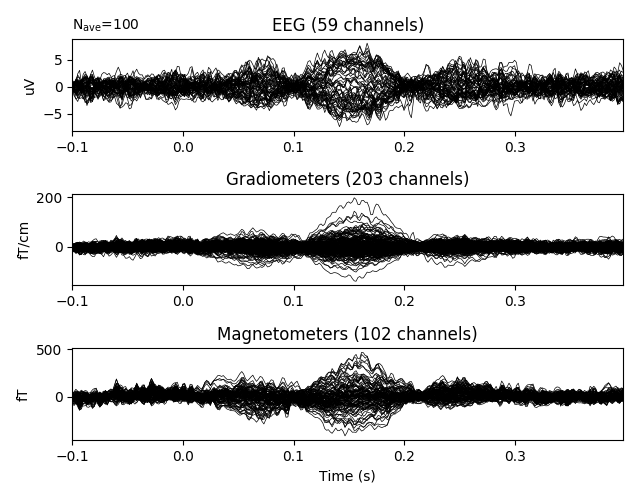 N_ave=100
EEG (59 channels)
5
0
−5
uV
−0.1 0.0 0.1 0.2 0.3
Gradiometers (203 channels)
200
0
fT/cm
−0.1 0.0 0.1 0.2 0.3
Magnetometers (102 channels)
500
0
fT
−0.1 0.0 0.1 0.2 0.3
Time (s)